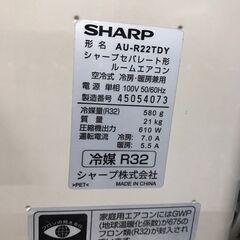 SHARP
形名 AU-R22TDY
シャープセパレート形
ルームエアコン
空冷式 冷房・暖房兼用
電源 単相 100V 50/60Hz
製造番号 45054073
冷媒量(R32) 580 g
質量 21 kg
圧縮機出力 610 W
運転電流 冷房 7.0 A
暖房 5.5 A
冷媒 R32
シャープ株式会社
>PET< MADE IN CHINA
家庭用エアコンにはGWP
(地球温暖化係数)が675の
フロン類(R32)が封入され